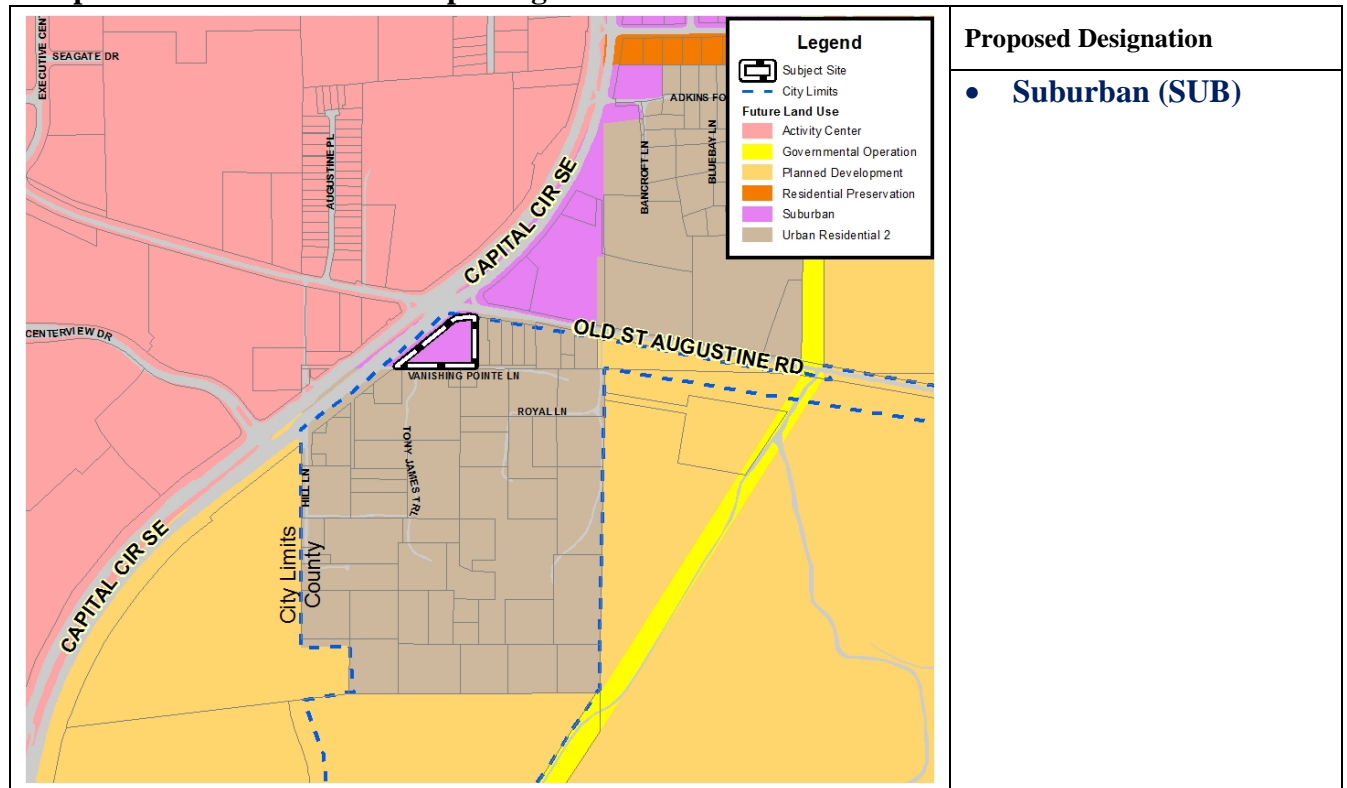 EXECUTIVE CEN
SEAGATE DR
AUGUSTINE PL
CAPITAL CIR SE
ADKINS FO
BANCROFT LN
BLUEBAY LN
Legend
Subject Site
City Limits
Future Land Use
Activity Center
Governmental Operation
Planned Development
Residential Preservation
Suburban
Urban Residential 2
CENTERVIEW DR
OLD ST AUGUSTINE RD
VANISHING POINTE LN
ROYAL LN
TONY JAMES TRL
HILL LN
City Limits
County
CAPITAL CIR SE
Proposed Designation
• Suburban (SUB)